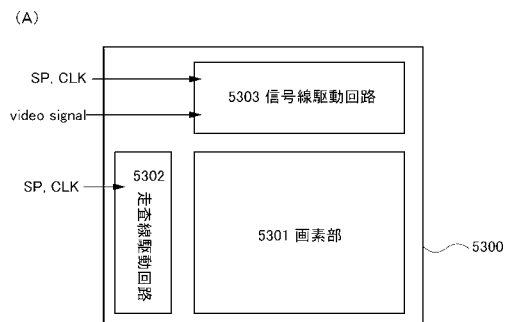 (A)
SP, CLK
5303 信号線駆動回路
video signal
SP, CLK
5302
走査線駆動回路
5301 画素部
5300